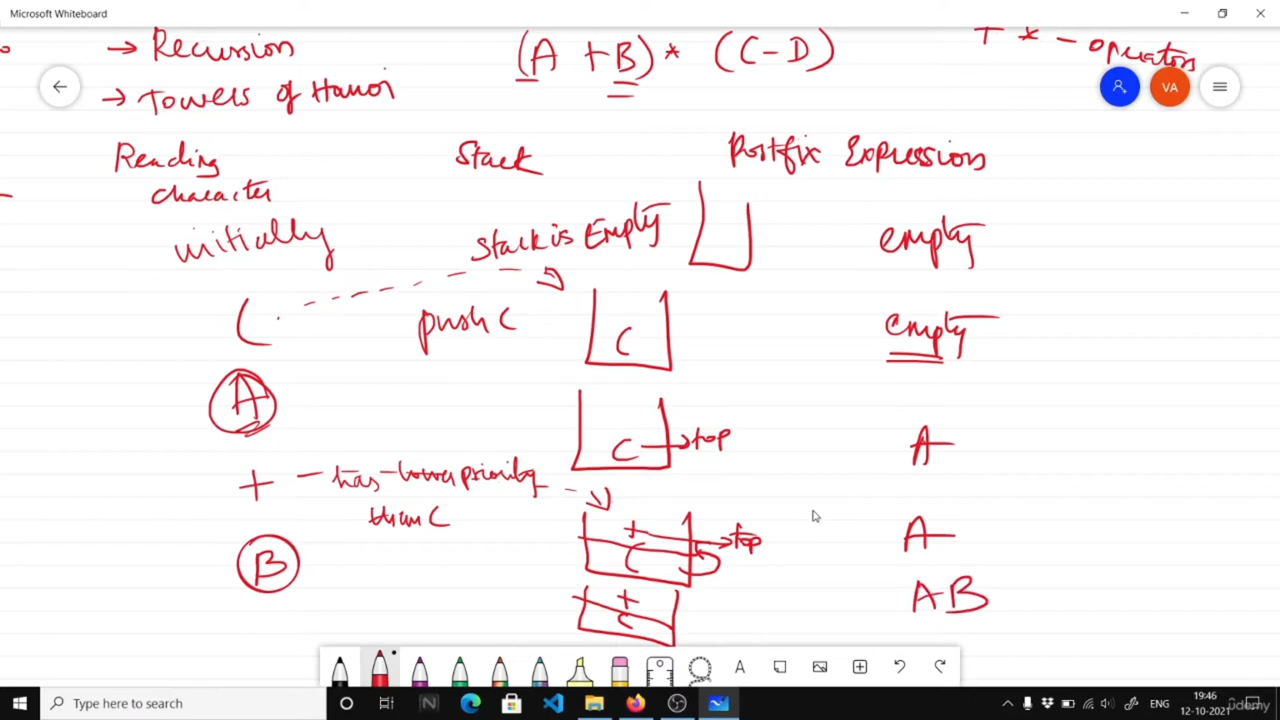 Microsoft Whiteboard
→ Recursion
(A + B) * (C - D)
+ * - operators
→ Towers of Hanoi
VA
Reading character
Stack
Postfix Expression
initially
Stack is Empty
empty
(
push (
(
empty
A
( → top
A
+ - has lower priority than (
+
(
top
A
B
+
(
AB
A
Type here to search
N
ENG
19:46
12-10-2021
udemy